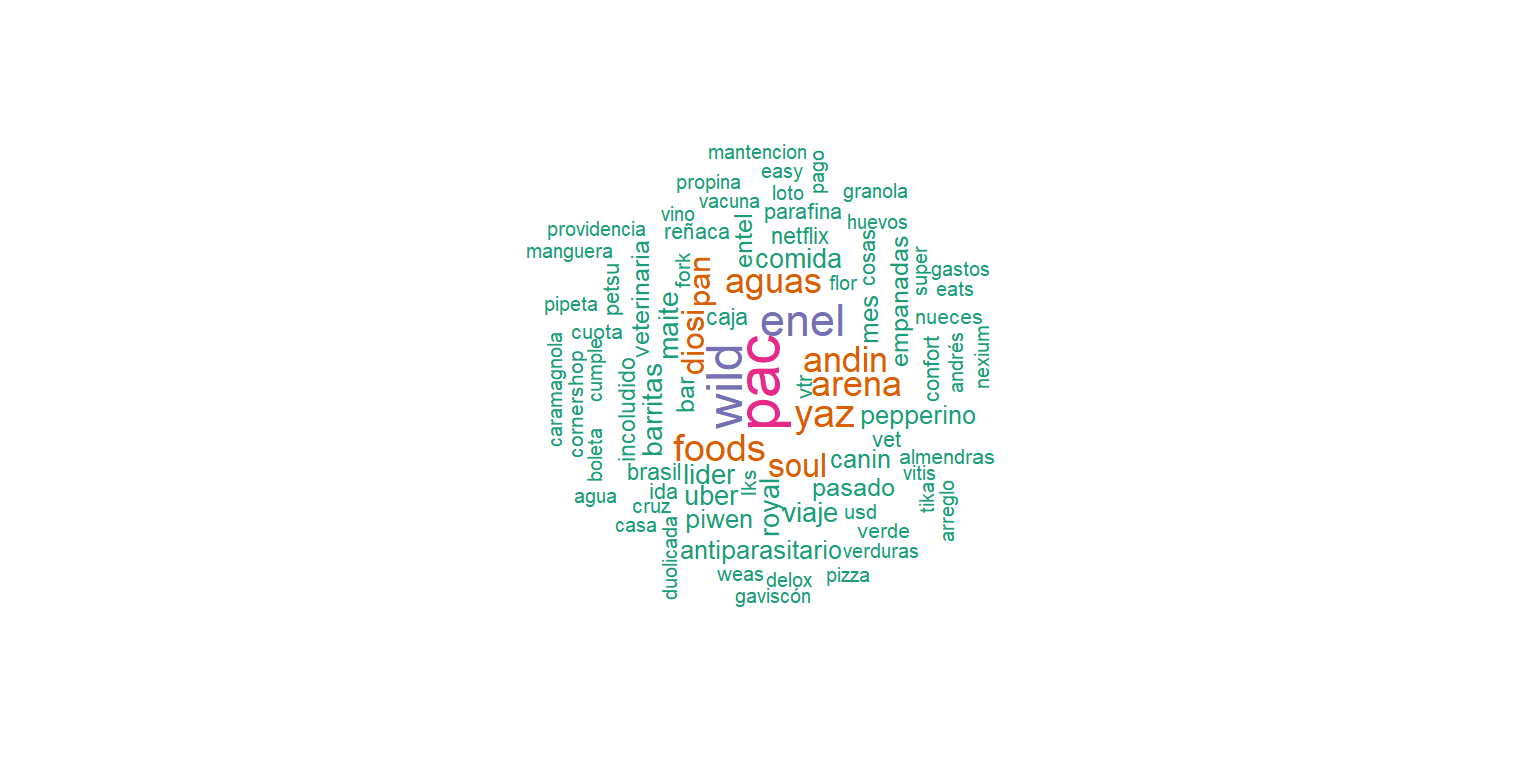 mantencion
easy
pago
propina
loto
granola
vacuna
vino
parafina
huevos
providencia
reñaca
entel
netflix
manguera
veterinaria
fork
pan
comida
cosas
empanadas
super
gastos
petsu
aguas
flor
eats
pipeta
maite
diosi
caja
enel
mes
nueces
cuota
caramagnola
cornershop
cumple
incoludido
barritas
bar
wild
pac
vtr
andin
arena
confort
andrés
nexium
yaz
pepperino
boleta
foods
soul
vet
canin
almendras
brasil
lider
lks
royal
vitis
tikas
arreglo
agua
ida
uber
pasado
cruz
piwen
viaje
usd
casa
verde
duolicada
antiparasitario
verduras
weas
delox
pizza
gaviscón